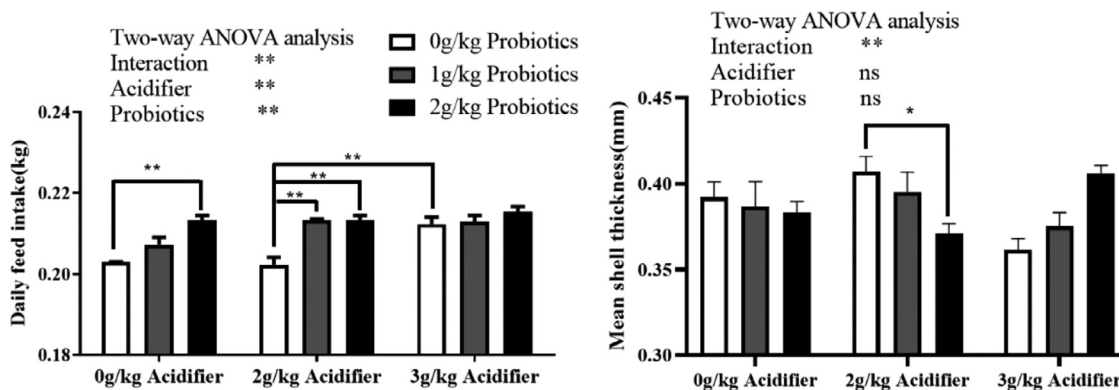 Two-way ANOVA analysis
Interaction **
Acidifier **
Probiotics **
0g/kg Probiotics
1g/kg Probiotics
2g/kg Probiotics
Daily feed intake(kg)
0.24
0.22
0.20
0.18
**
**
**
**
0g/kg Acidifier 2g/kg Acidifier 3g/kg Acidifier
Two-way ANOVA analysis
Interaction **
Acidifier ns
Probiotics ns
Mean shell thickness(mm)
0.45
0.40
0.35
0.30
*
0g/kg Acidifier 2g/kg Acidifier 3g/kg Acidifier